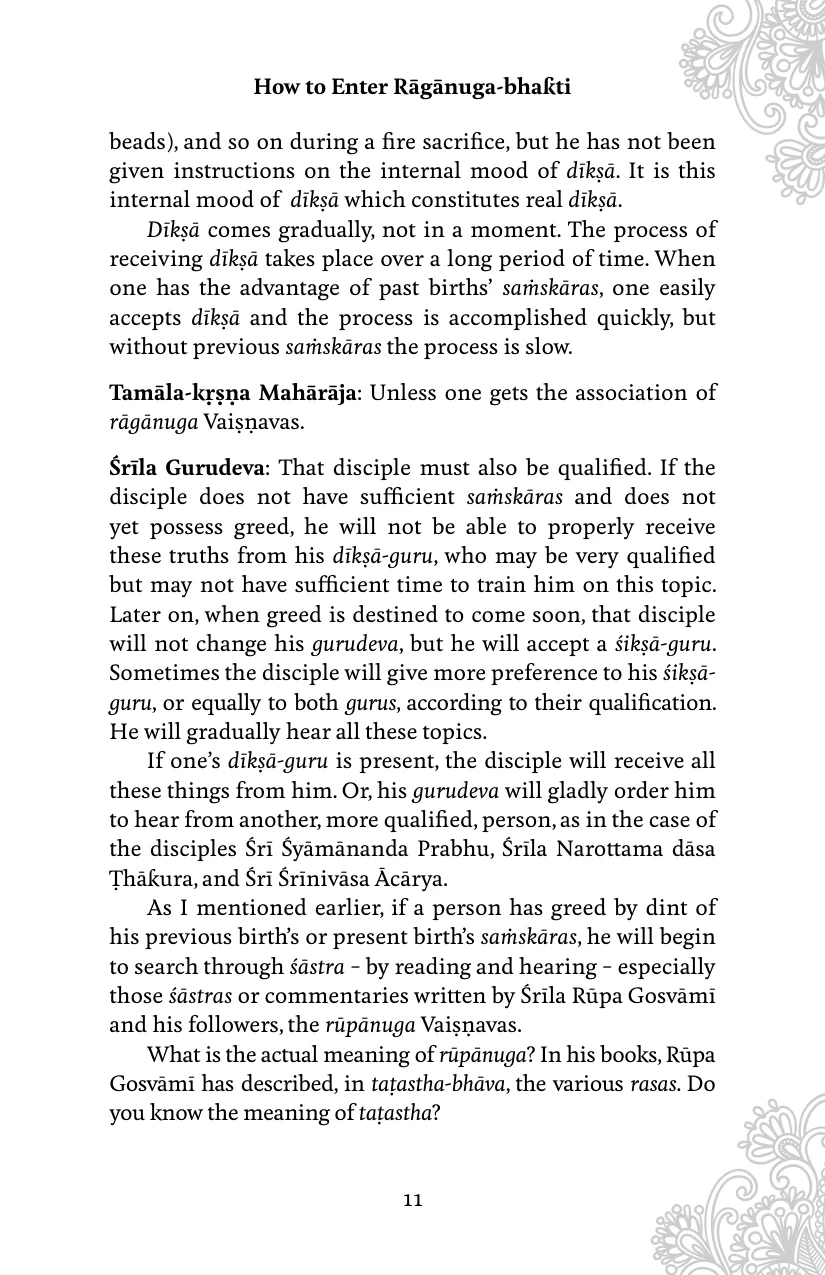 How to Enter Rāgānuga-bhakti
beads), and so on during a fire sacrifice, but he has not been
given instructions on the internal mood of dīkṣā. It is this
internal mood of dīkṣā which constitutes real dīkṣā.
Dīkṣā comes gradually, not in a moment. The process of
receiving dīkṣā takes place over a long period of time. When
one has the advantage of past births’ saṁskāras, one easily
accepts dīkṣā and the process is accomplished quickly, but
without previous saṁskāras the process is slow.
Tamāla-kṛṣṇa Mahārāja: Unless one gets the association of
rāgānuga Vaiṣṇavas.
Śrīla Gurudeva: That disciple must also be qualified. If the
disciple does not have sufficient saṁskāras and does not
yet possess greed, he will not be able to properly receive
these truths from his dīkṣā-guru, who may be very qualified
but may not have sufficient time to train him on this topic.
Later on, when greed is destined to come soon, that disciple
will not change his gurudeva, but he will accept a śikṣā-guru.
Sometimes the disciple will give more preference to his śikṣā-
guru, or equally to both gurus, according to their qualification.
He will gradually hear all these topics.
If one’s dīkṣā-guru is present, the disciple will receive all
these things from him. Or, his gurudeva will gladly order him
to hear from another, more qualified, person, as in the case of
the disciples Śrī Śyāmānanda Prabhu, Śrīla Narottama dāsa
Ṭhākura, and Śrī Śrīnivāsa Ācārya.
As I mentioned earlier, if a person has greed by dint of
his previous birth’s or present birth’s saṁskāras, he will begin
to search through śāstra – by reading and hearing – especially
those śāstras or commentaries written by Śrīla Rūpa Gosvāmī
and his followers, the rūpānuga Vaiṣṇavas.
What is the actual meaning of rūpānuga? In his books, Rūpa
Gosvāmī has described, in taṭastha-bhāva, the various rasas. Do
you know the meaning of taṭastha?
11